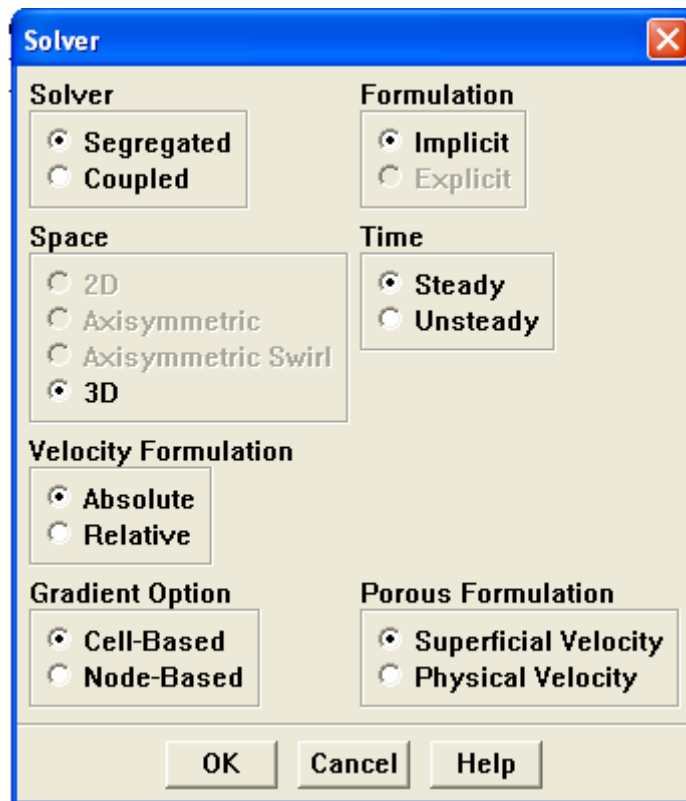 Solver
Solver
Segregated
Coupled
Formulation
Implicit
Explicit
Space
2D
Axisymmetric
Axisymmetric Swirl
3D
Time
Steady
Unsteady
Velocity Formulation
Absolute
Relative
Gradient Option
Cell-Based
Node-Based
Porous Formulation
Superficial Velocity
Physical Velocity
OK
Cancel
Help